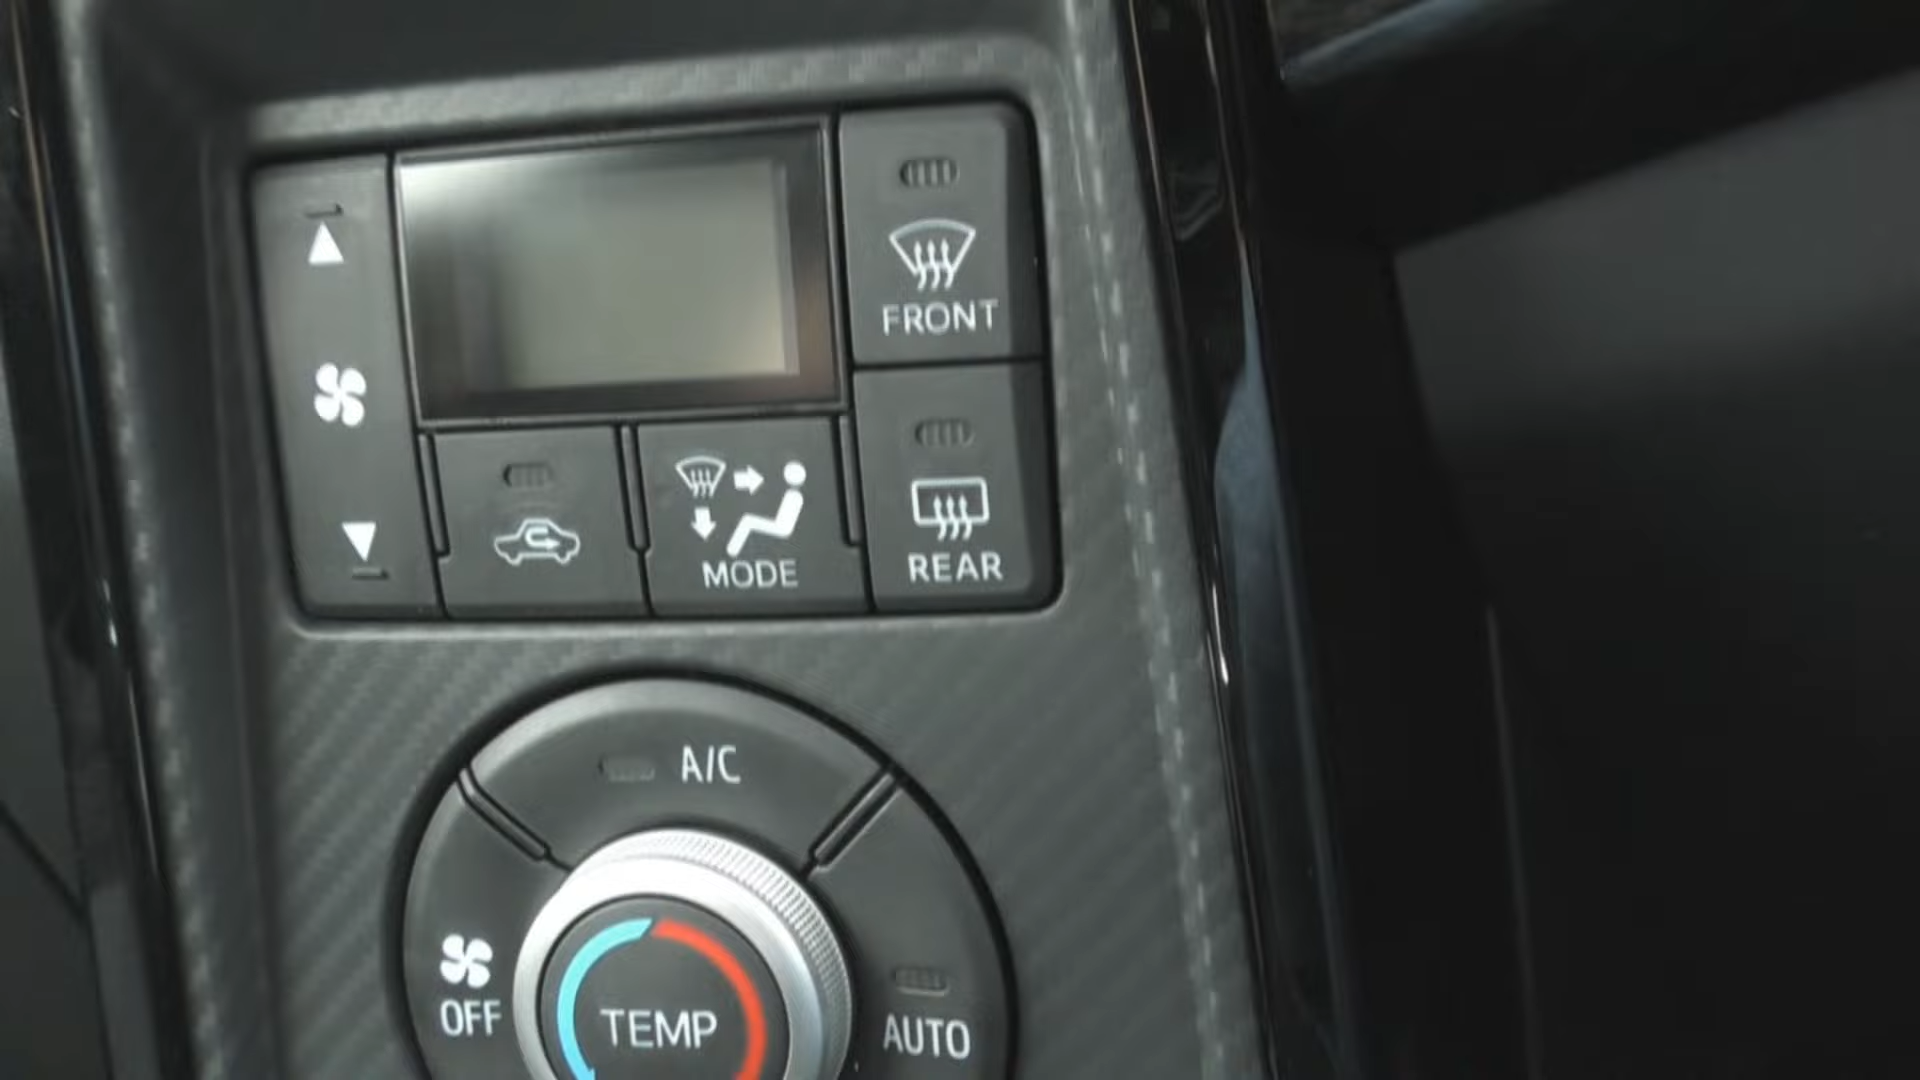 FRONT
MODE
REAR
A/C
OFF
TEMP
AUTO